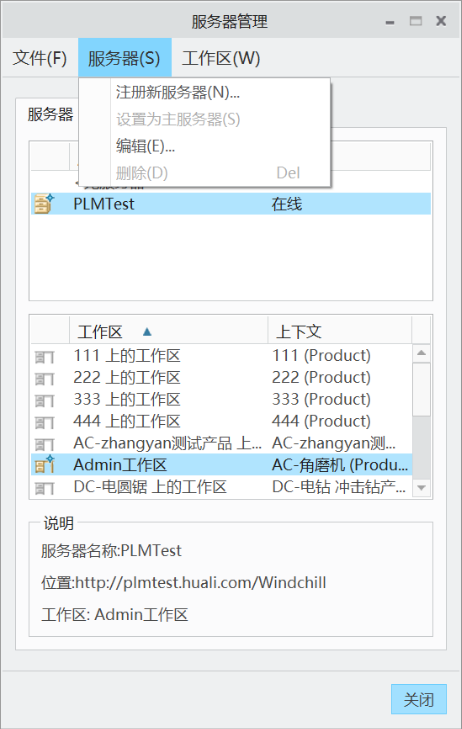 服务器管理
文件(F) 服务器(S) 工作区(W)
注册新服务器(N)...
设置为主服务器(S)
编辑(E)...
删除(D) Del
服务器
PLMTest 在线
工作区 上下文
111 上的工作区 111 (Product)
222 上的工作区 222 (Product)
333 上的工作区 333 (Product)
444 上的工作区 444 (Product)
AC-zhangyan测试产品 上... AC-zhangyan测...
Admin工作区 AC-角磨机 (Produ...
DC-电圆锯 上的工作区 DC-电钻 冲击钻产...
说明
服务器名称:PLMTest
位置:http://plmtest.huali.com/Windchill
工作区: Admin工作区
关闭